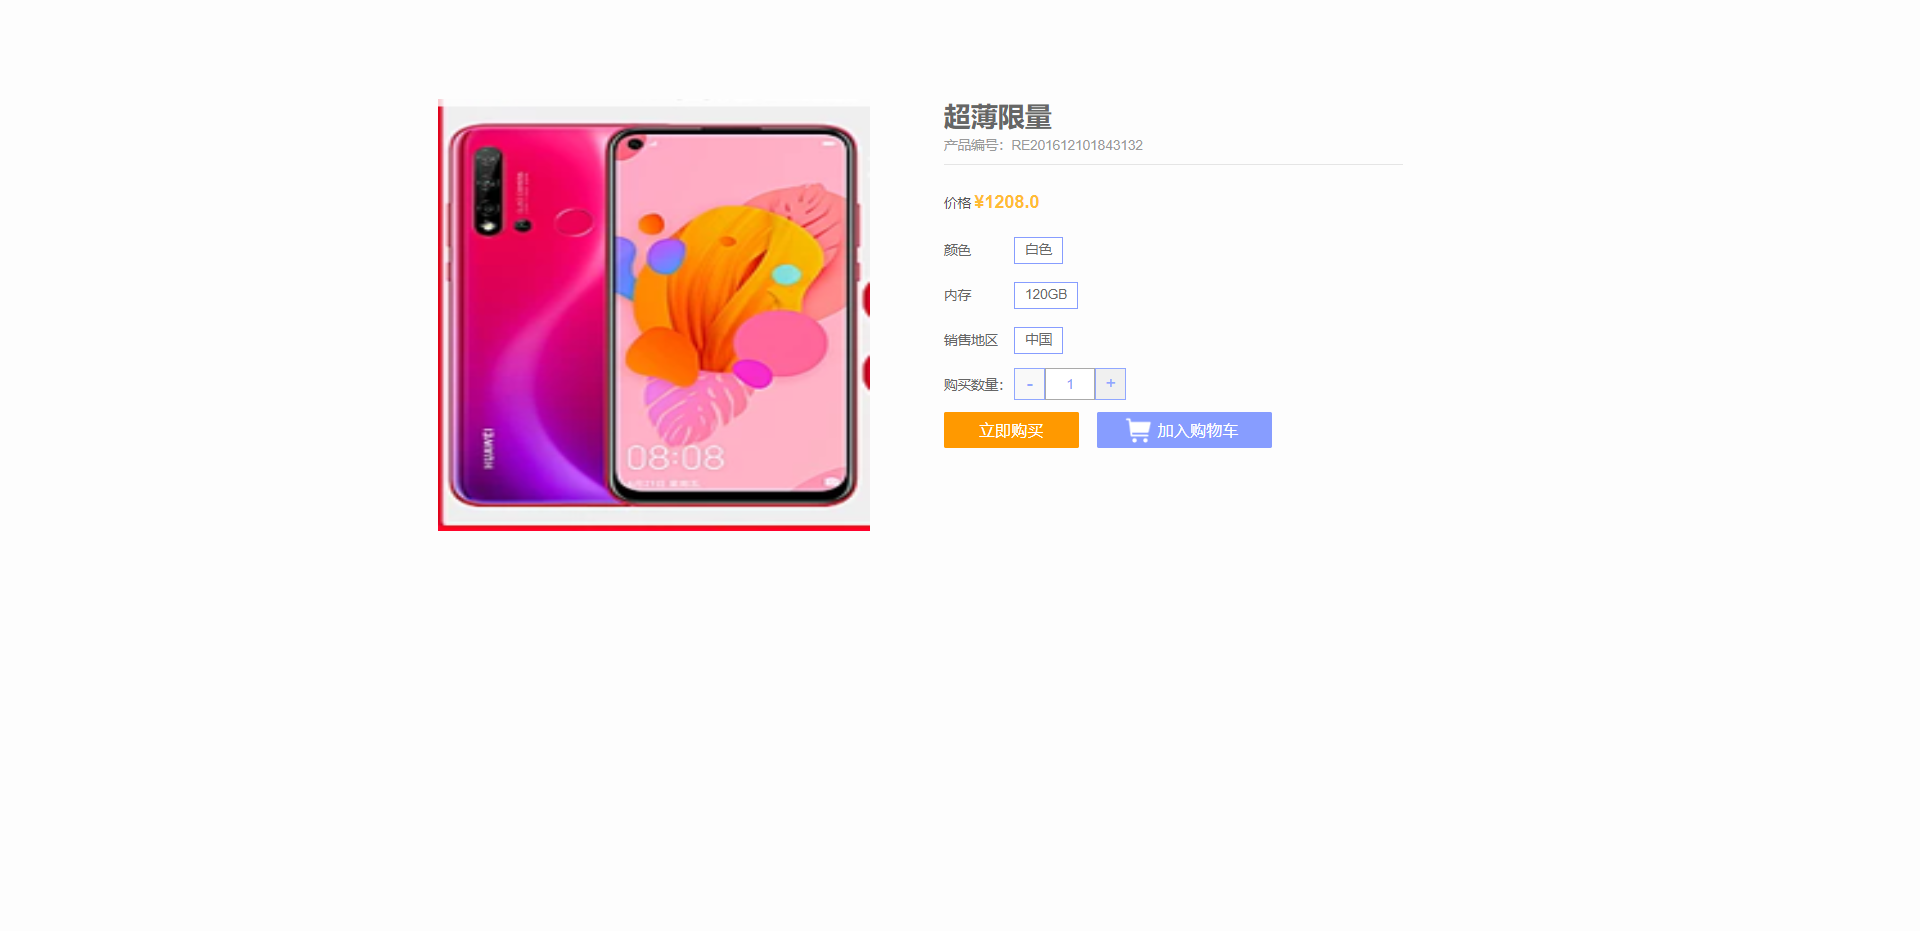 超薄限量
产品编号：RE201612101843132
价格 ¥1208.0
颜色 白色
内存 120GB
销售地区 中国
购买数量： - 1 +
立即购买 加入购物车
HUAWEI
08:08